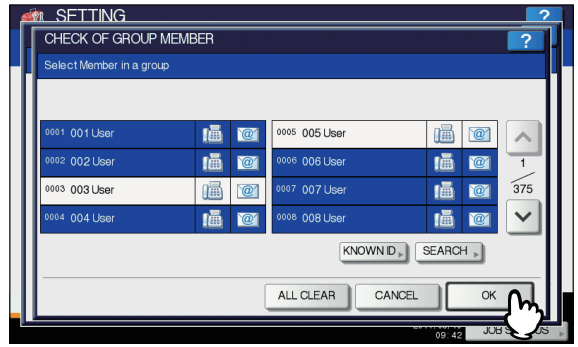 SETTING
?
CHECK OF GROUP MEMBER
?
Select Member in a group
0001 001 User
0005 005 User
0002 002 User
0006 006 User
1
0003 003 User
0007 007 User
375
0004 004 User
0008 008 User
KNOWN ID
SEARCH
ALL CLEAR
CANCEL
OK
09:42